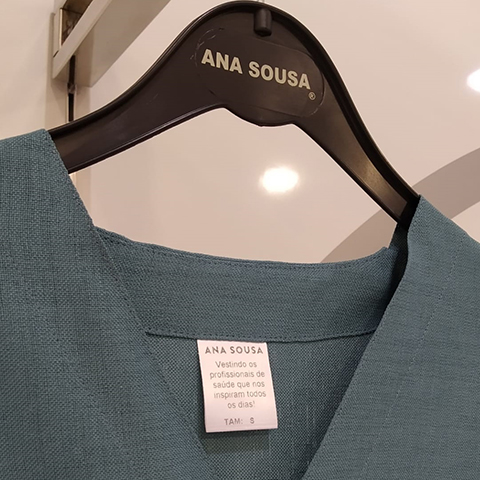 ANA SOUSA
®
ANA SOUSA
Vestindo os
profissionais de
saúde que nos
inspiram todos
os dias!
TAM: S